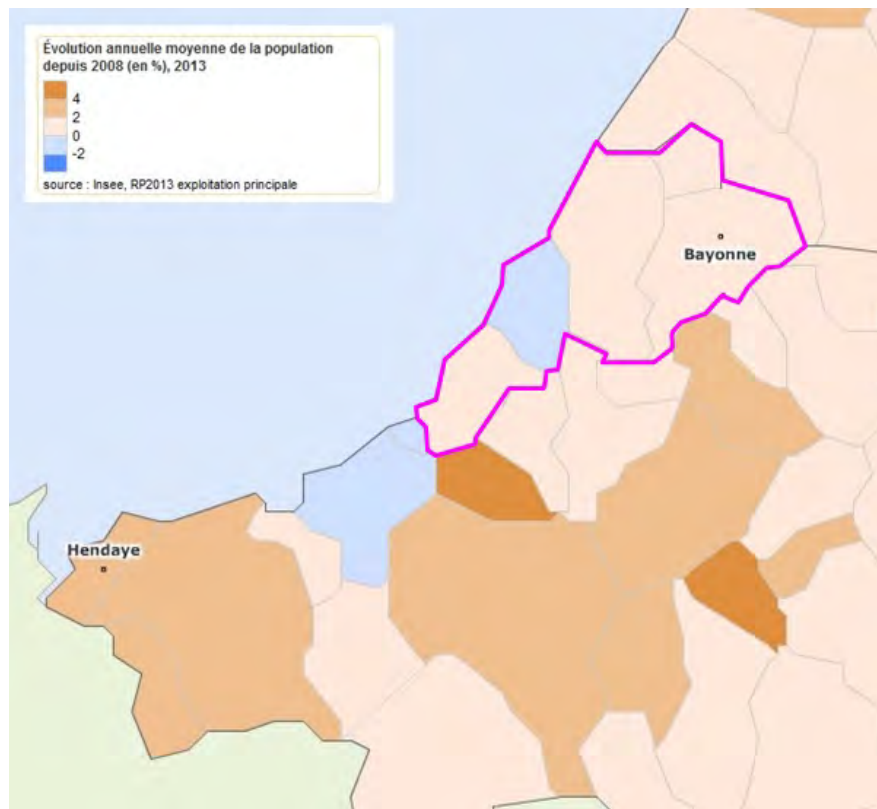 Évolution annuelle moyenne de la population
depuis 2008 (en %), 2013
4
2
0
-2
source : Insee, RP2013 exploitation principale
Bayonne
Hendaye